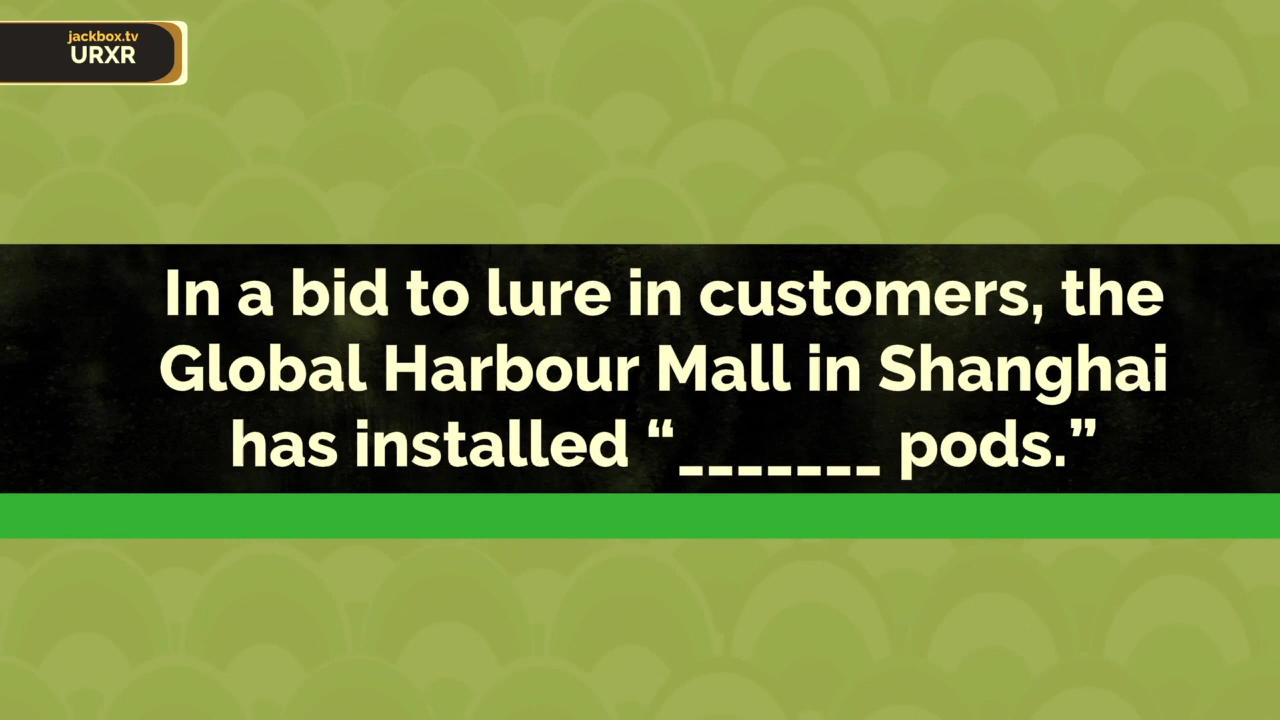 jackbox.tv
URXR
In a bid to lure in customers, the
Global Harbour Mall in Shanghai
has installed “_______ pods.”